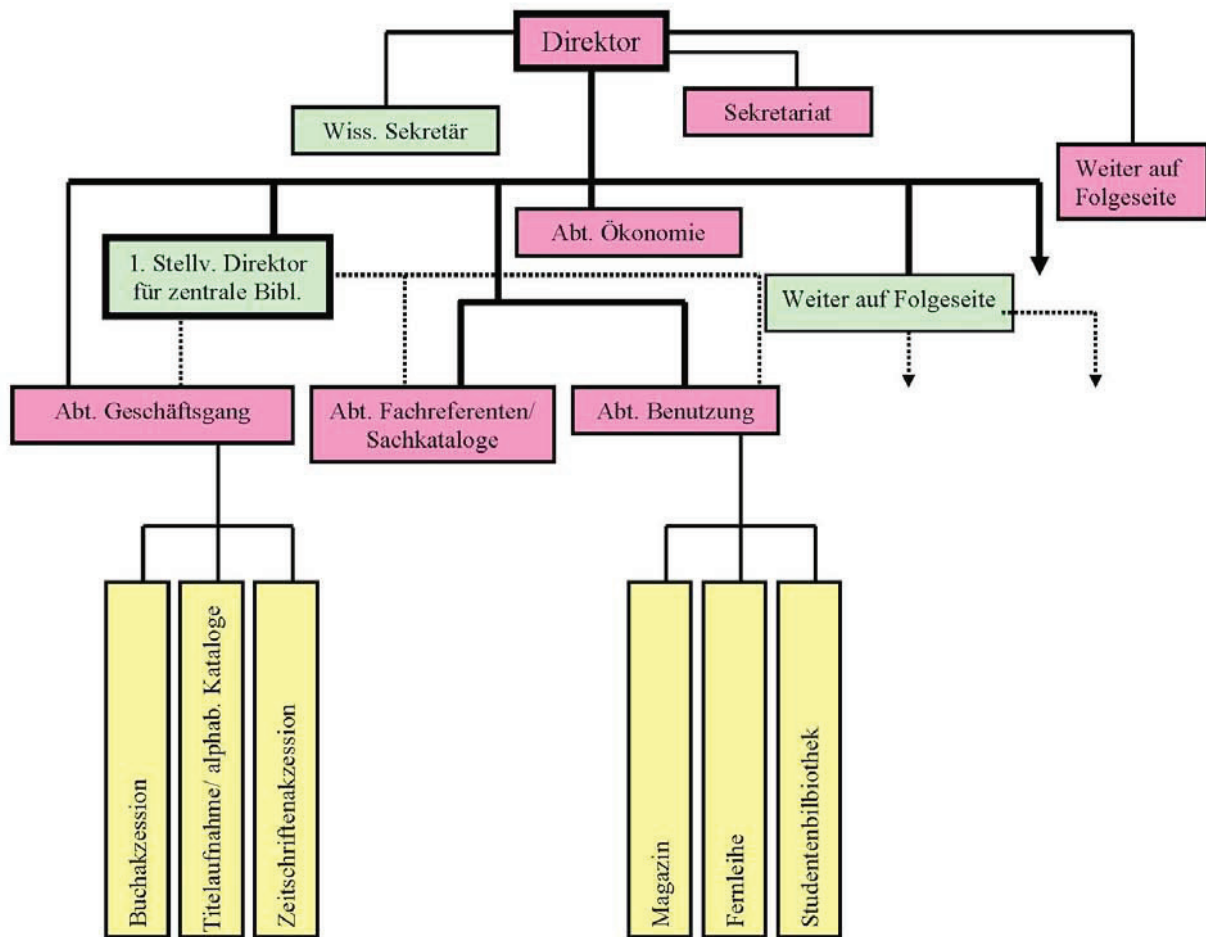 Direktor
Wiss. Sekretär
Sekretariat
Weiter auf
Folgeseite
Abt. Ökonomie
1. Stellv. Direktor
für zentrale Bibl.
Weiter auf Folgeseite
Abt. Geschäftsgang
Abt. Fachreferenten/
Sachkataloge
Abt. Benutzung
Buchakzession
Titelaufnahme/ alphab. Kataloge
Zeitschriftenakzession
Magazin
Fernleihe
Studentenbilbiothek